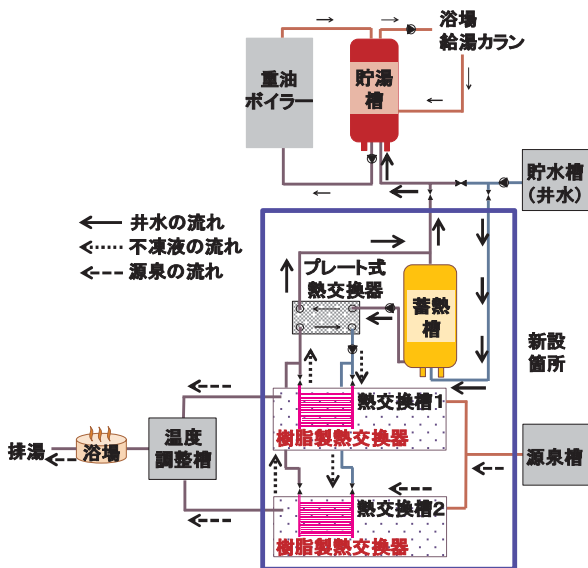 浴場
給湯カラン
重油
ボイラー
貯湯
槽
貯水槽
(井水)
井水の流れ
不凍液の流れ
源泉の流れ
プレート式
熱交換器
蓄熱
槽
新設
箇所
熱交換槽1
樹脂製熱交換器
排湯
浴場
温度
調整槽
源泉槽
熱交換槽2
樹脂製熱交換器